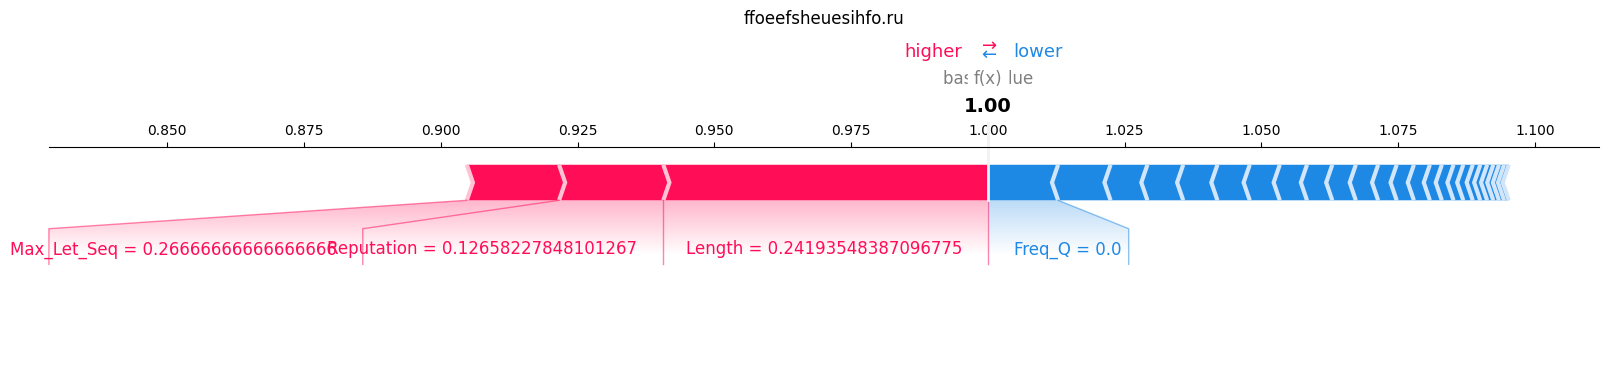 ffoeefsheuesihfo.ru
higher ⇄ lower
bas f(x) lue
1.00
0.850 0.875 0.900 0.925 0.950 0.975 1.000 1.025 1.050 1.075 1.100
Max_Let_Seq = 0.26666666666666666 Reputation = 0.12658227848101267 Length = 0.24193548387096775 Freq_Q = 0.0